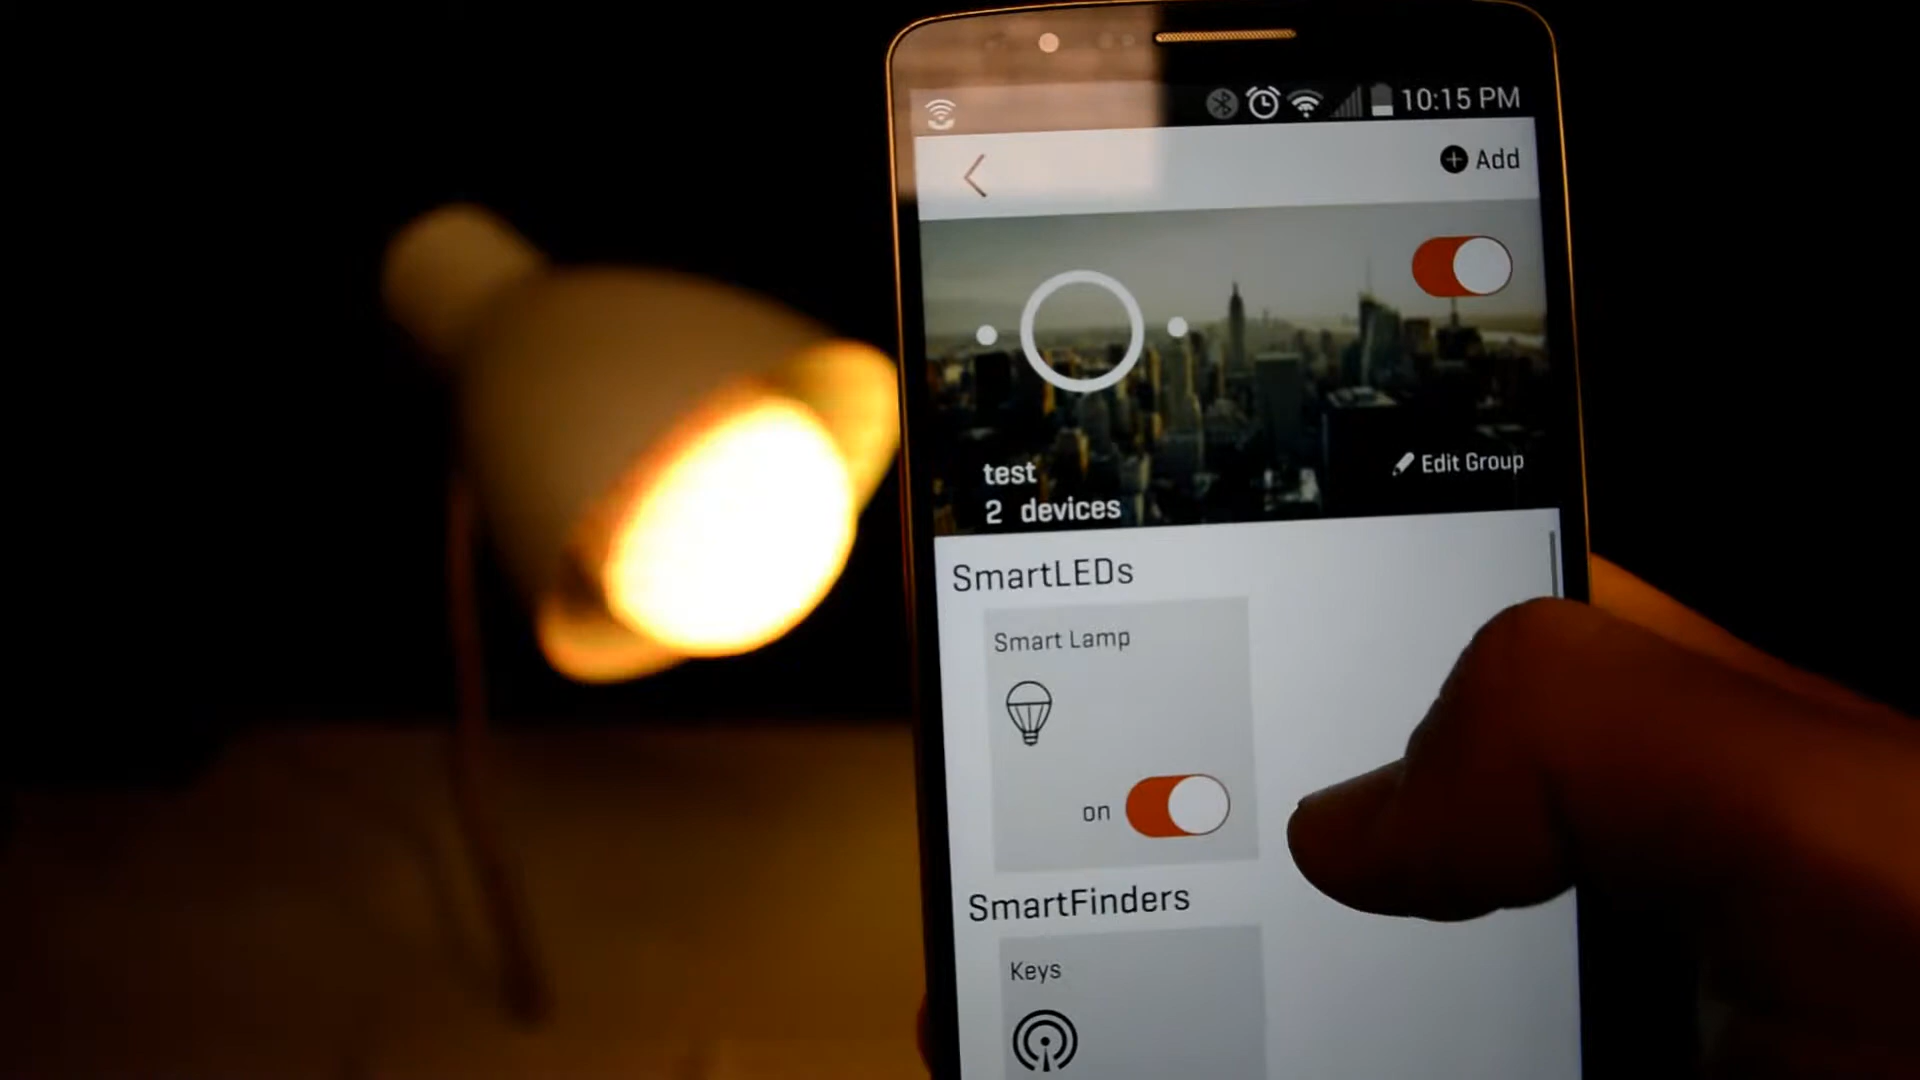 10:15 PM
Add
test
2 devices
Edit Group
SmartLEDs
Smart Lamp
on
SmartFinders
Keys